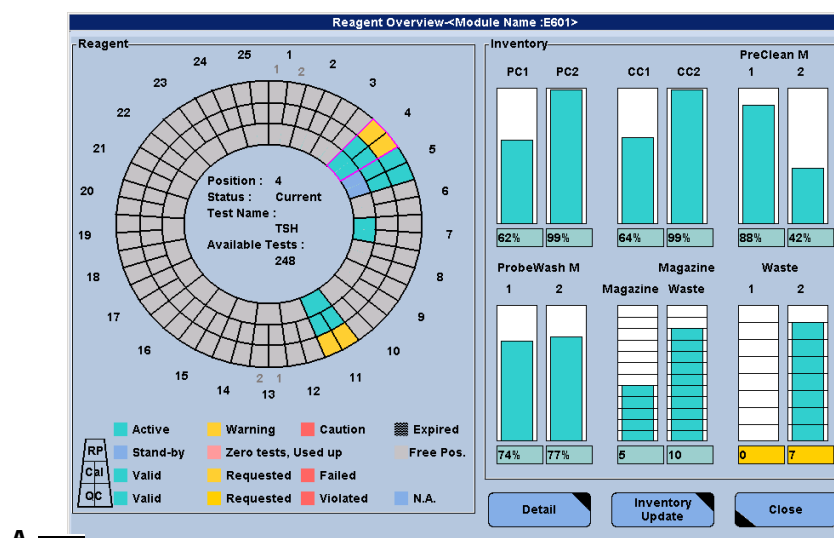 Reagent Overview-<Module Name :E601>
Reagent
1
2
3
4
5
6
7
8
9
10
11
12
13
14
15
16
17
18
19
20
21
22
23
24
25
1 2
2 1
Position : 4
Status : Current
Test Name :
TSH
Available Tests :
248
RP
Cal
QC
Active Warning Caution Expired
Stand-by Zero tests, Used up Free Pos.
Valid Requested Failed
Valid Requested Violated N.A.
Inventory
PreClean M
PC1 PC2 CC1 CC2 1 2
62% 99% 64% 99% 88% 42%
ProbeWash M Magazine Waste
1 2 Magazine Waste 1 2
74% 77% 5 10 0 7
Detail
Inventory
Update
Close
A